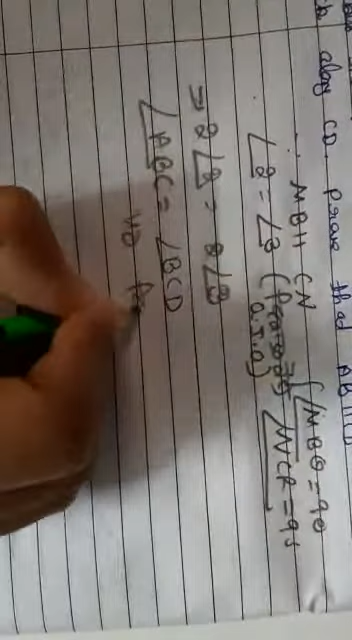 along CD. prove that AB||CD
∴ MB || CN
∠MBQ = 90
∠2 = ∠3
∠NCR = 90
(a.I.a)
⇒ 2∠2 = 2∠3
∠ABC = ∠BCD